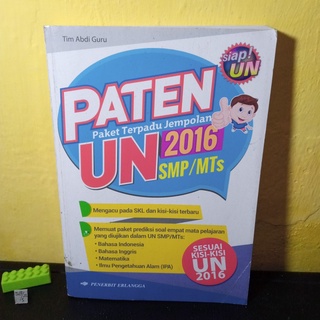 Tim Abdi Guru
siap!
UN
PATEN
Paket Terpadu Jempolan
UN 2016
SMP/MTs
Mengacu pada SKL dan kisi-kisi terbaru
Memuat paket prediksi soal empat mata pelajaran
yang diujikan dalam UN SMP/MTs:
• Bahasa Indonesia
• Bahasa Inggris
• Matematika
• Ilmu Pengetahuan Alam (IPA)
SESUAI
KISI-KISI
UN
2016
PENERBIT ERLANGGA